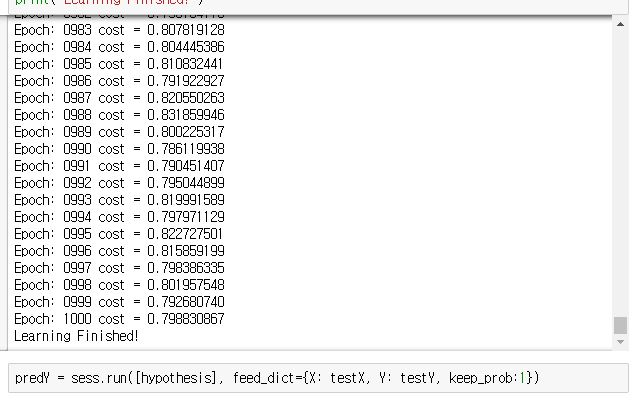 print("Learning Finished!")
Epoch: 0983 cost = 0.807819128
Epoch: 0984 cost = 0.804445386
Epoch: 0985 cost = 0.810832441
Epoch: 0986 cost = 0.791922927
Epoch: 0987 cost = 0.820550263
Epoch: 0988 cost = 0.831859946
Epoch: 0989 cost = 0.800225317
Epoch: 0990 cost = 0.786119938
Epoch: 0991 cost = 0.790451407
Epoch: 0992 cost = 0.795044899
Epoch: 0993 cost = 0.819991589
Epoch: 0994 cost = 0.797971129
Epoch: 0995 cost = 0.822727501
Epoch: 0996 cost = 0.815859199
Epoch: 0997 cost = 0.798386335
Epoch: 0998 cost = 0.801957548
Epoch: 0999 cost = 0.792680740
Epoch: 1000 cost = 0.798830867
Learning Finished!
predY = sess.run([hypothesis], feed_dict={X: testX, Y: testY, keep_prob:1})